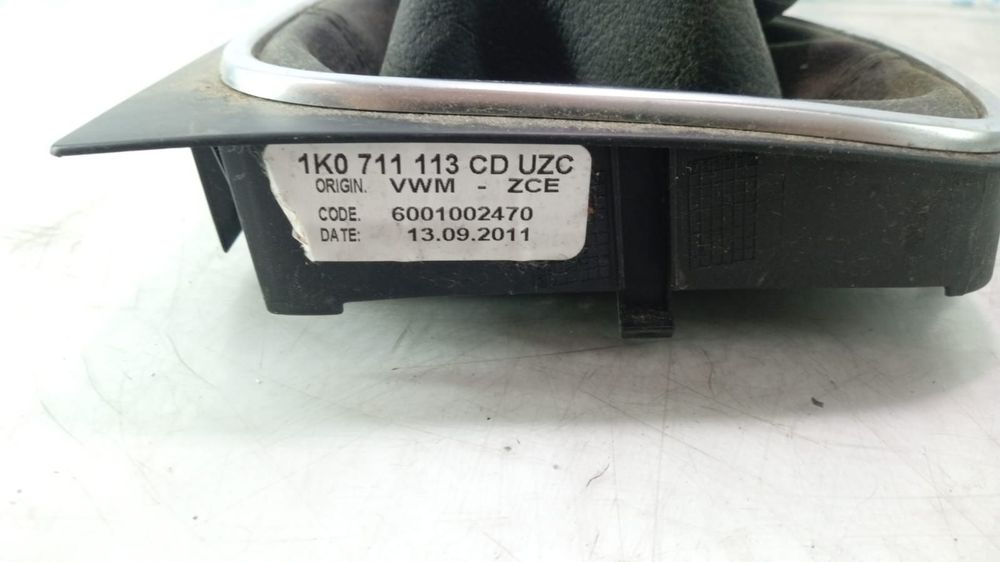 1K0 711 113 CD UZC
ORIGIN. VWM - ZCE
CODE. 6001002470
DATE: 13.09.2011